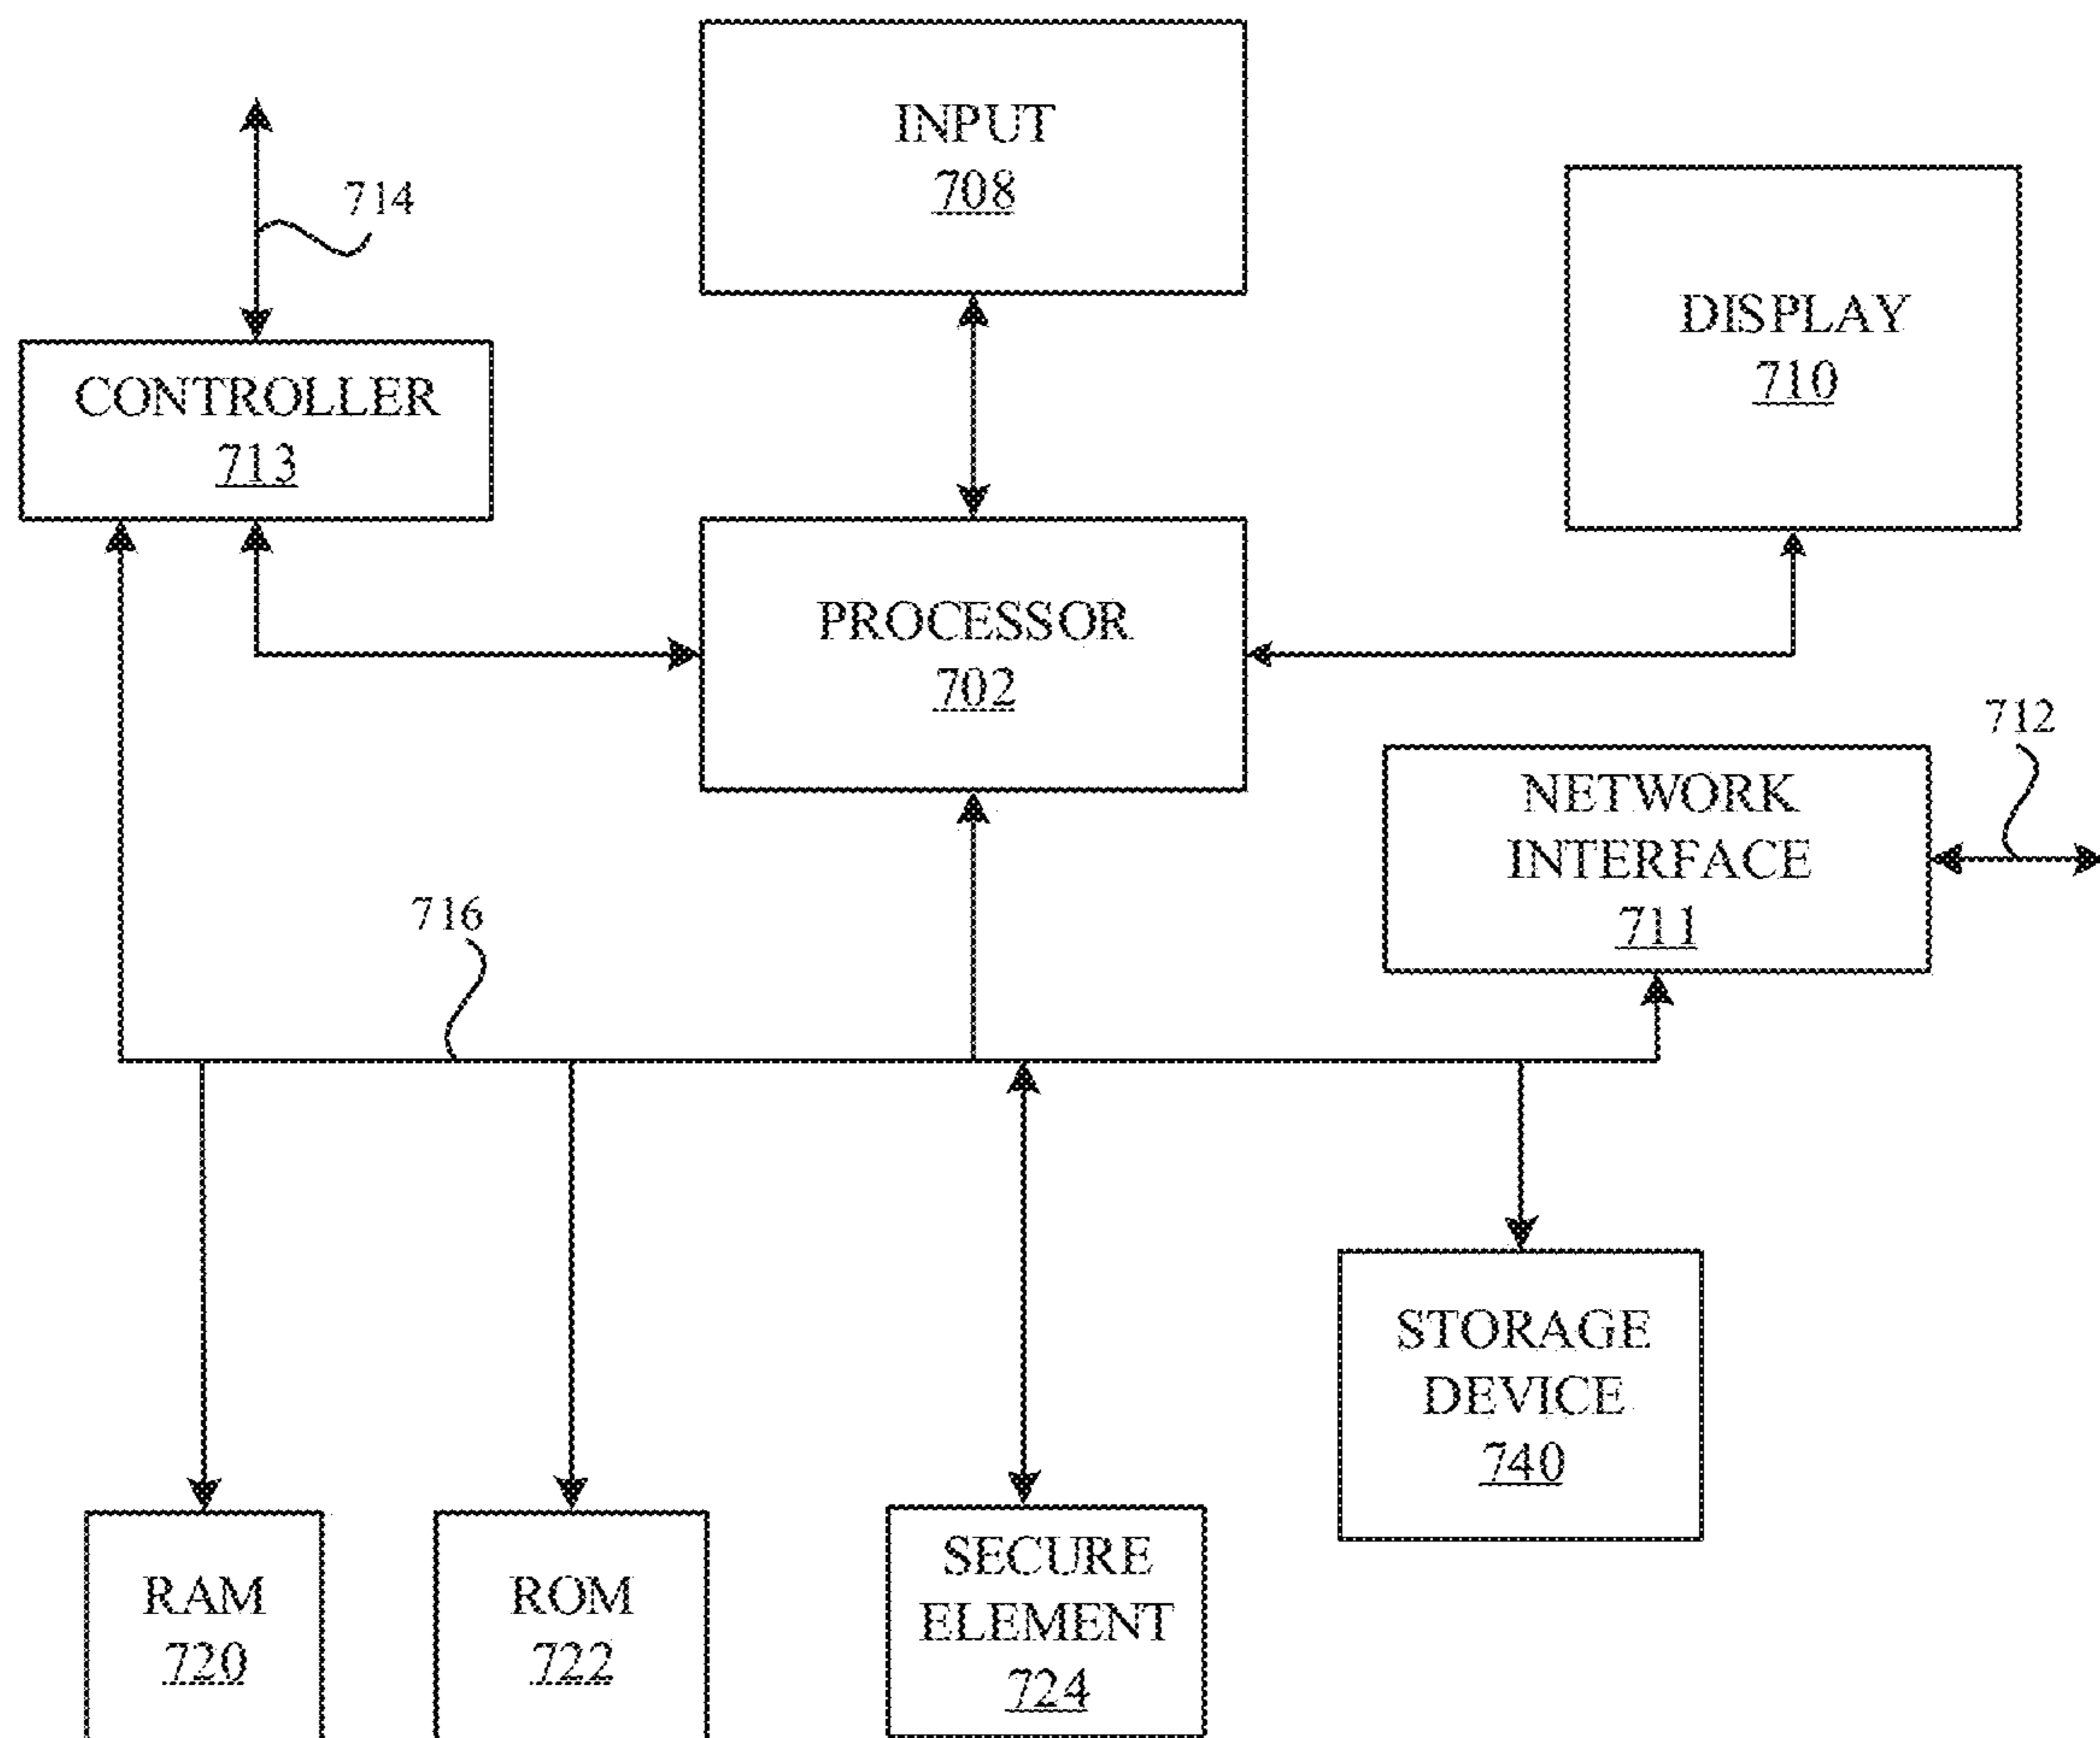 INPUT
708
714
DISPLAY
710
CONTROLLER
713
PROCESSOR
702
712
NETWORK
INTERFACE
711
716
STORAGE
DEVICE
740
RAM
720
ROM
722
SECURE
ELEMENT
724